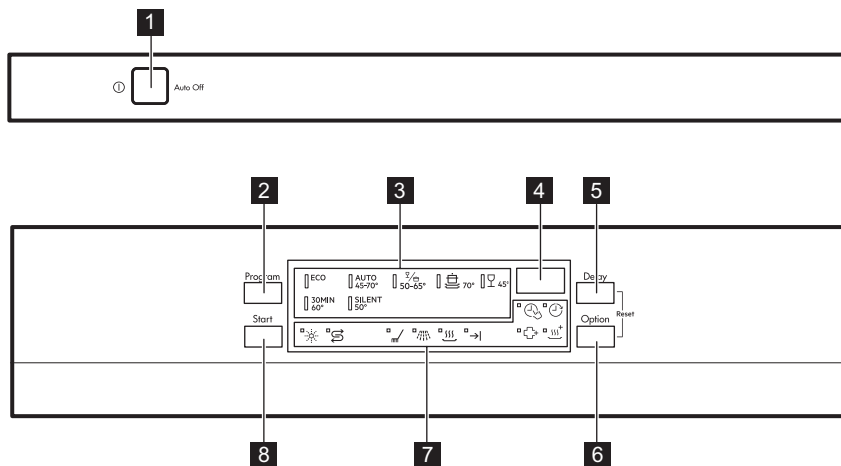 1
Auto Off
2
3
4
5
Program
ECO
AUTO
45-70°
50-65°
70°
45°
Delay
30MIN
60°
SILENT
50°
Start
Reset
Option
8
7
6